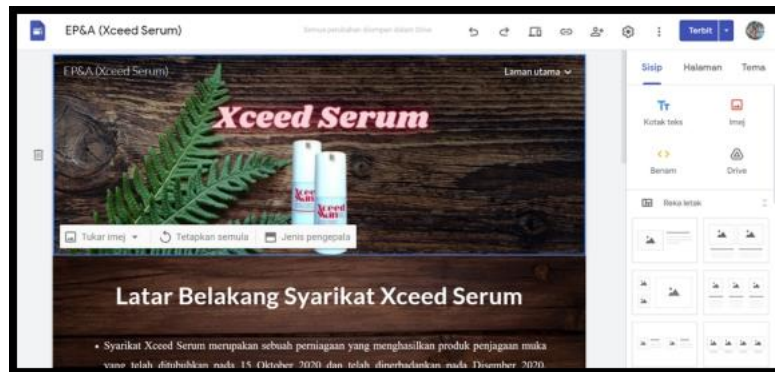 EP&A (Xceed Serum)
Semua perubahan disimpan dalam Drive
Terbit
EP&A (Xceed Serum)
Laman utama
Xceed Serum
Sisip
Halaman
Tema
Kotak teks
Imej
Benam
Drive
Reka letak
Tukar imej
Tetapkan semula
Jenis pengepala
Latar Belakang Syarikat Xceed Serum
• Syarikat Xceed Serum merupakan sebuah perniagaan yang menghasilkan produk penjagaan muka
yang telah ditubuhkan pada 15 Oktober 2020 dan telah diperbadankan pada Disember 2020.